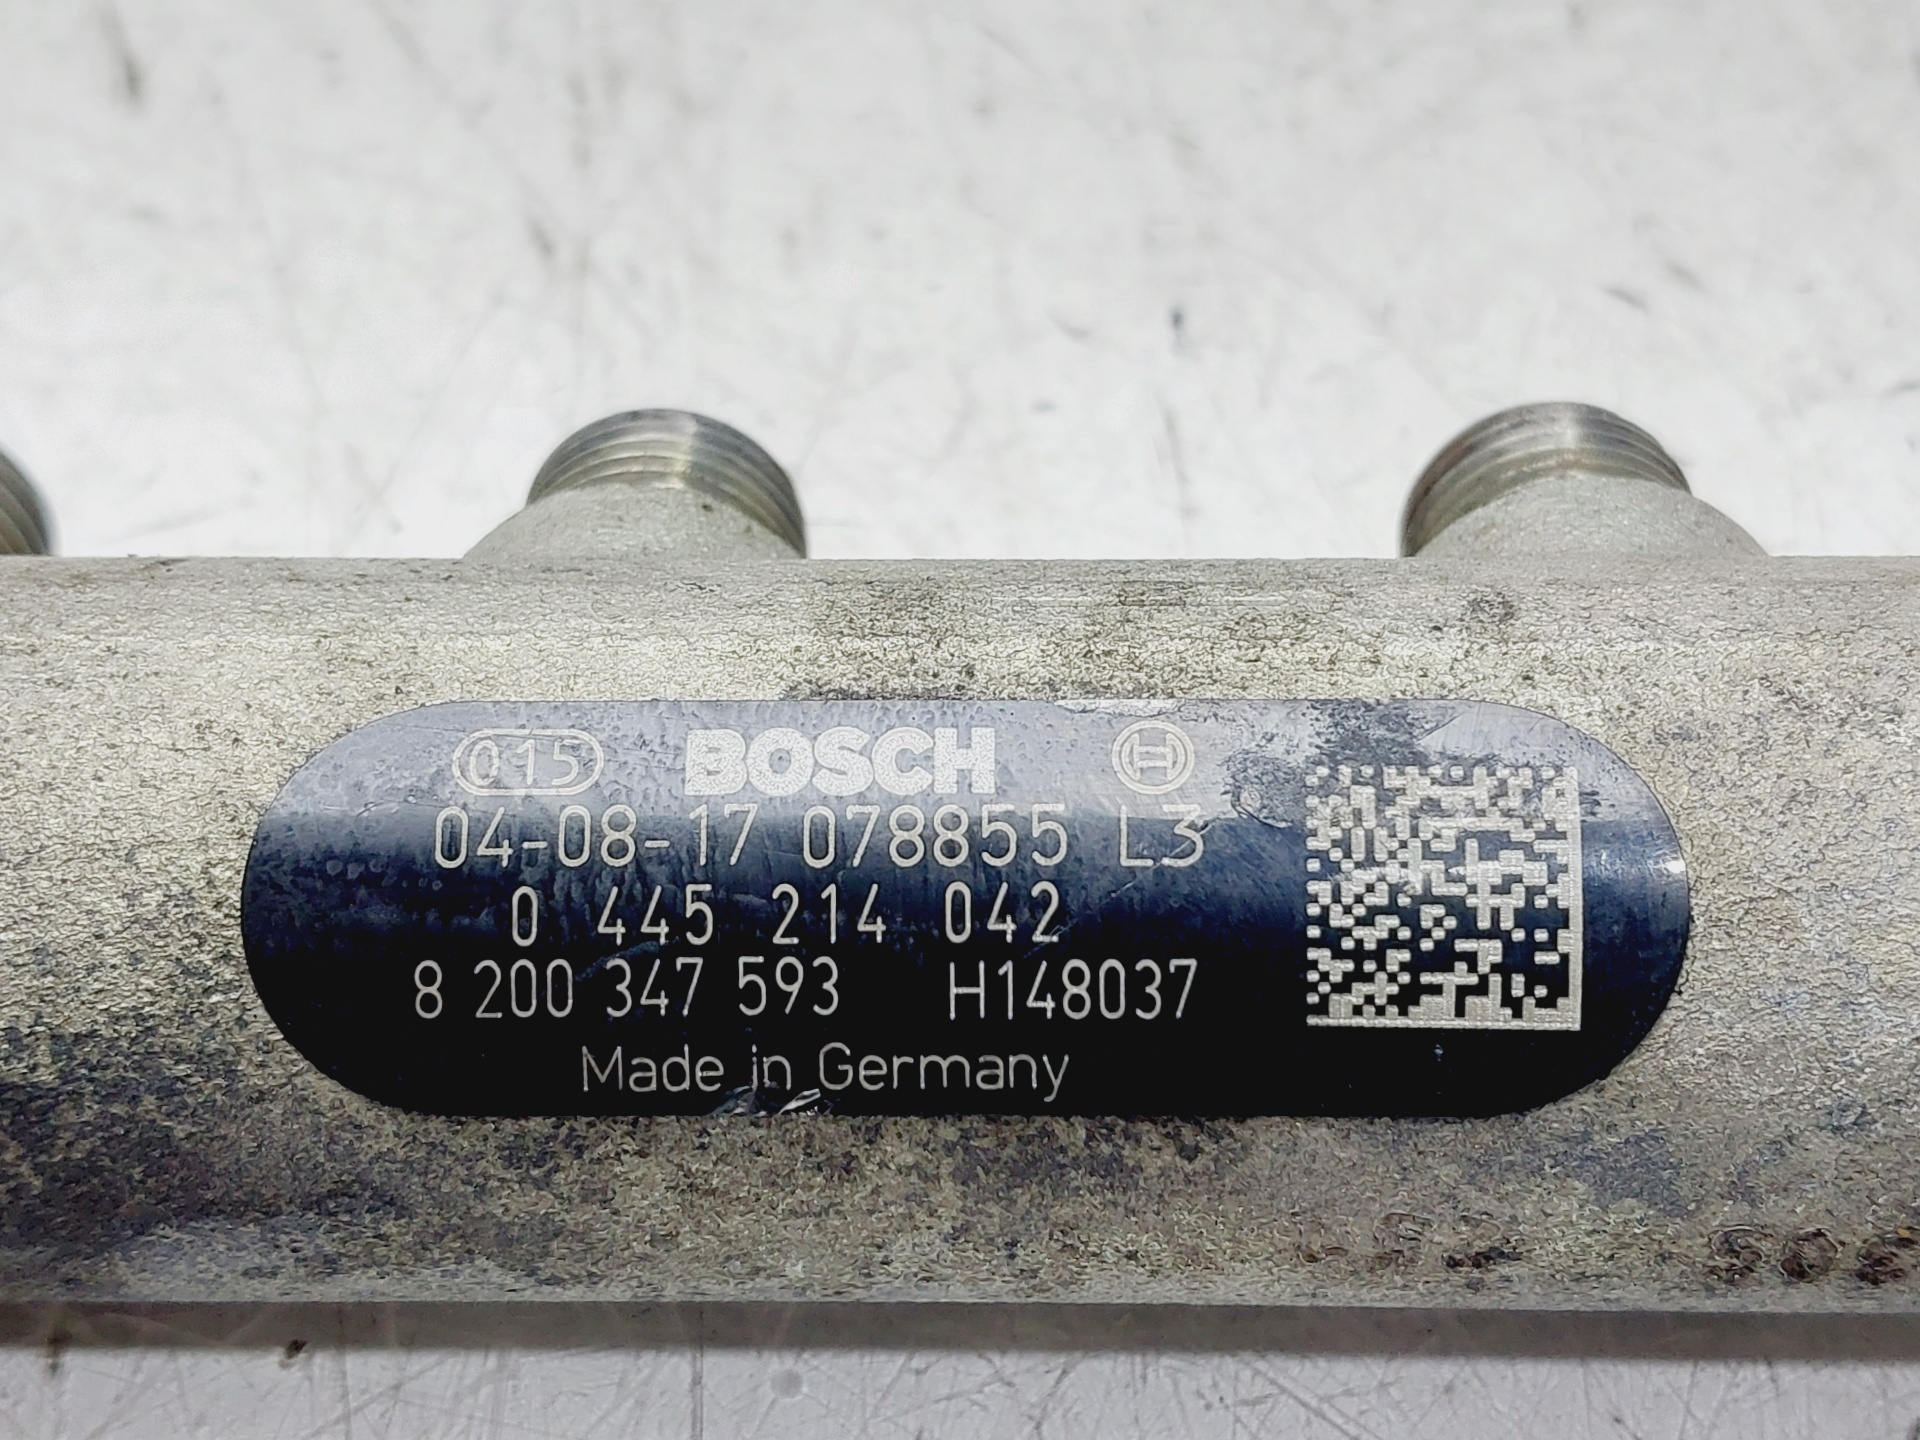 015 BOSCH
04-08-17 078855 L3
0 445 214 042
8 200 347 593 H148037
Made in Germany